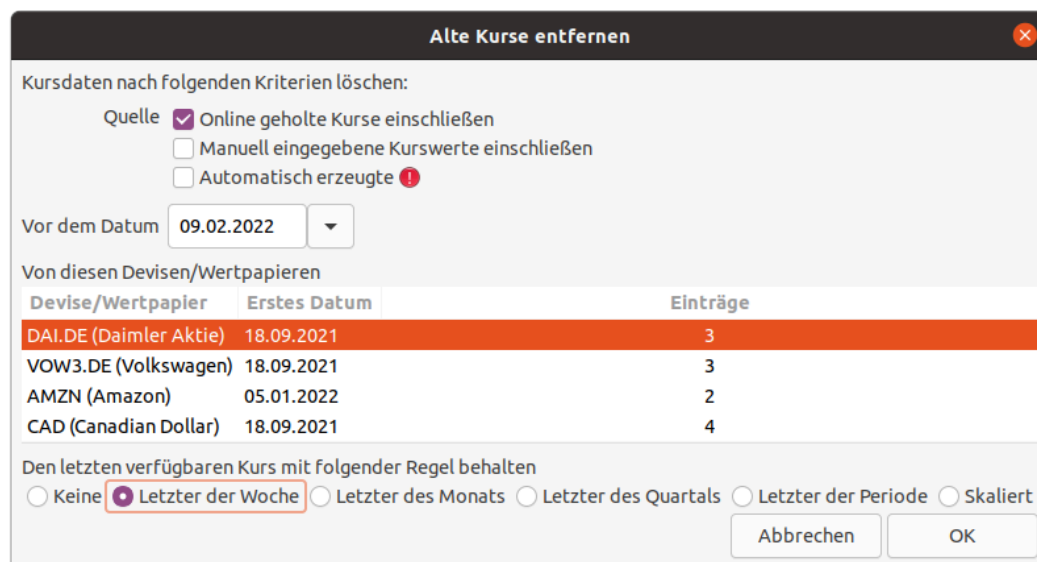 Alte Kurse entfernen
Kursdaten nach folgenden Kriterien löschen:
Quelle Online geholte Kurse einschließen
Manuell eingegebene Kurswerte einschließen
Automatisch erzeugte
Vor dem Datum 09.02.2022
Von diesen Devisen/Wertpapieren
Devise/Wertpapier Erstes Datum Einträge
DAI.DE (Daimler Aktie) 18.09.2021 3
VOW3.DE (Volkswagen) 18.09.2021 3
AMZN (Amazon) 05.01.2022 2
CAD (Canadian Dollar) 18.09.2021 4
Den letzten verfügbaren Kurs mit folgender Regel behalten
Keine Letzter der Woche Letzter des Monats Letzter des Quartals Letzter der Periode Skaliert
Abbrechen OK